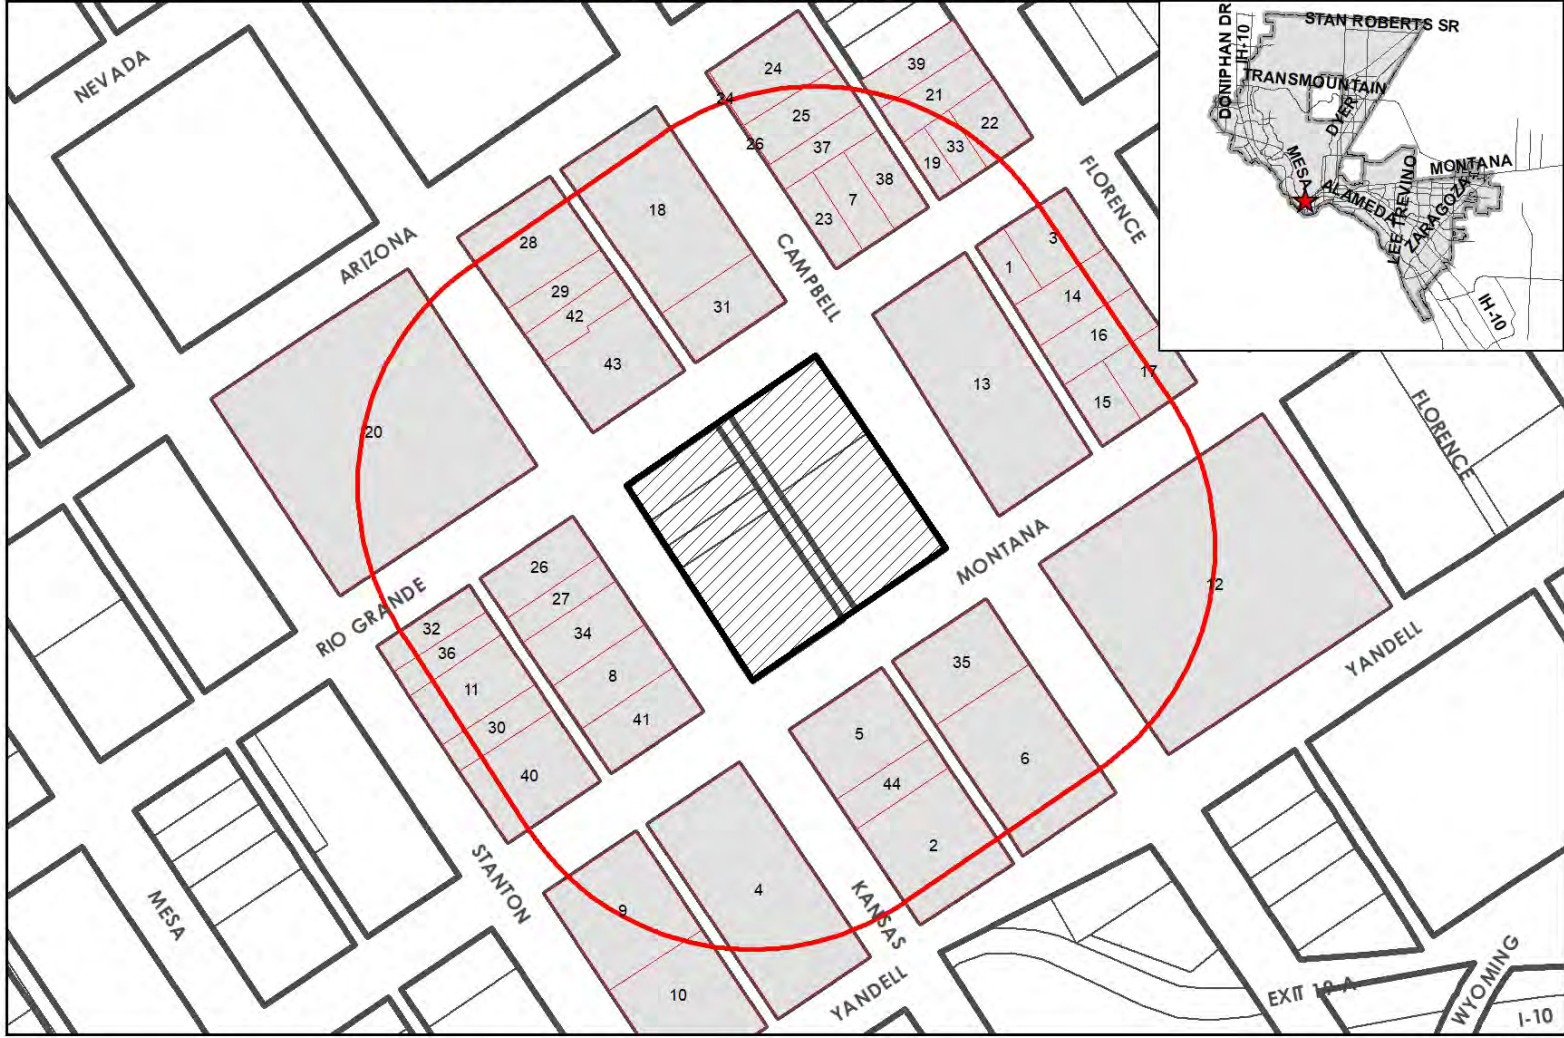 NEVADA
ARIZONA
RIO GRANDE
CAMPBELL
FLORENCE
MONTANA
FLORENCE
YANDELL
STANTON
MESA
KANSAS
YANDELL
EXIT 19-A
WYOMING
I-10
24
24
25
26
37
38
7
23
39
21
22
33
19
18
31
28
29
42
43
20
3
1
14
16
17
15
13
12
26
27
34
8
41
32
36
11
30
40
35
5
44
6
2
9
4
10
STAN ROBERTS SR
DONIPHAN DR
IH-10
TRANSMOUNTAIN
DYER
MESA
MONTANA
ALAMEDA
LEE TREVINO
ZARAGOZA
IH-10